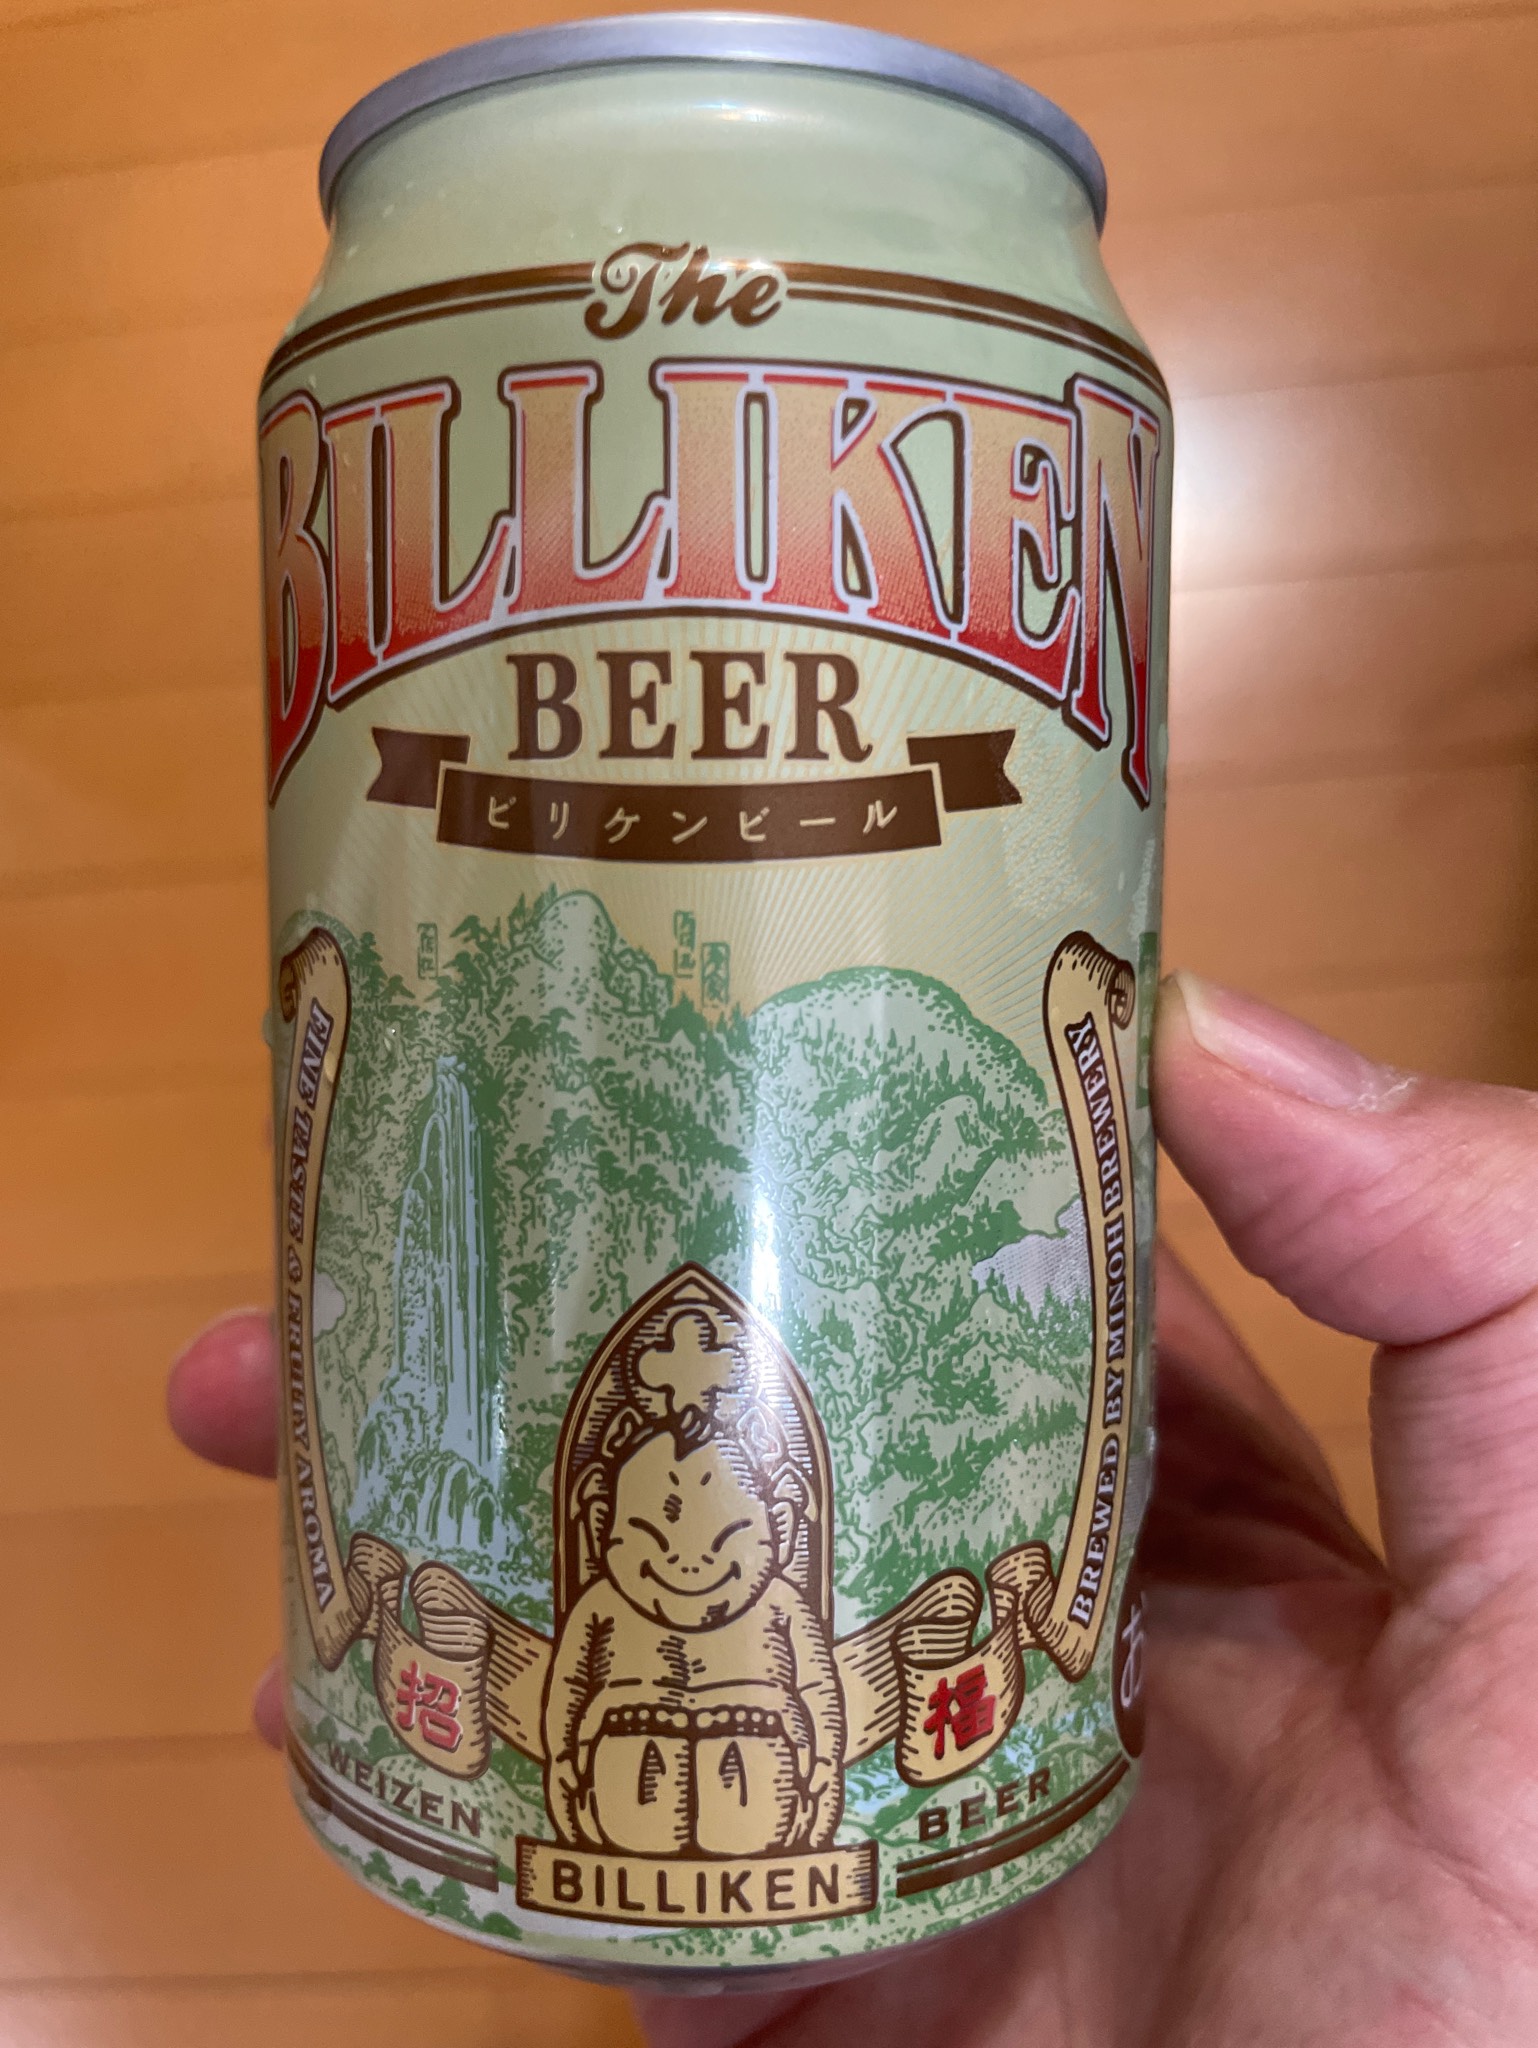 The
BILLIKEN
BEER
ビリケンビール
FINE TASTE & FRUITY AROMA
BREWED BY MINOH BREWERY
招
福
WEIZEN
BEER
BILLIKEN